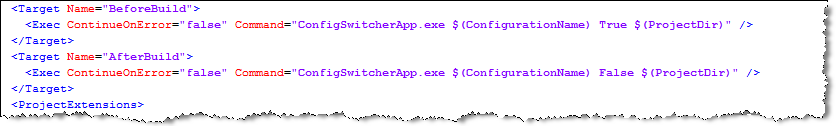 <Target Name="BeforeBuild">
<Exec ContinueOnError="false" Command="ConfigSwitcherApp.exe $(ConfigurationName) True $(ProjectDir)" />
</Target>
<Target Name="AfterBuild">
<Exec ContinueOnError="false" Command="ConfigSwitcherApp.exe $(ConfigurationName) False $(ProjectDir)" />
</Target>
<ProjectExtensions>